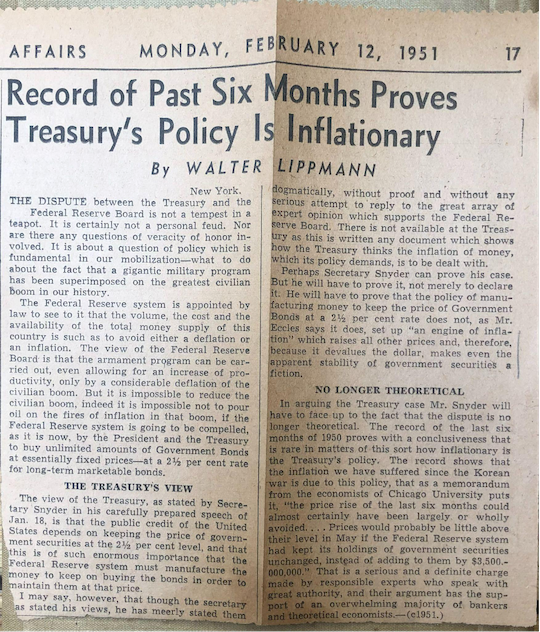 AFFAIRS MONDAY, FEBRUARY 12, 1951 17
Record of Past Six Months Proves
Treasury's Policy Is Inflationary
By WALTER LIPPMANN
New York.
THE DISPUTE between the Treasury and the
Federal Reserve Board is not a tempest in a
teapot. It is certainly not a personal feud. Nor
are there any questions of veracity of honor in-
volved. It is about a question of policy which is
fundamental in our mobilization—what to do
about the fact that a gigantic military program
has been superimposed on the greatest civilian
boom in our history.
The Federal Reserve system is appointed by
law to see to it that the volume, the cost and the
availability of the total money supply of this
country is such as to avoid either a deflation or
an inflation. The view of the Federal Reserve
Board is that the armament program can be car-
ried out, even allowing for an increase of pro-
ductivity, only by a considerable deflation of the
civilian boom. But it is impossible to reduce the
civilian boom, indeed it is impossible not to pour
oil on the fires of inflation in that boom, if the
Federal Reserve system is going to be compelled,
as it is now, by the President and the Treasury
to buy unlimited amounts of Government Bonds
at essentially fixed prices—at a 2½ per cent rate
for long-term marketable bonds.
THE TREASURY'S VIEW
The view of the Treasury, as stated by Secre-
tary Snyder in his carefully prepared speech of
Jan. 18, is that the public credit of the United
States depends on keeping the price of govern-
ment securities at the 2½ per cent level, and that
this is of such enormous importance that the
Federal Reserve system must manufacture the
money to keep on buying the bonds in order to
maintain them at that price.
I may say, however, that though the secretary
as stated his views, he has meerly stated them
dogmatically, without proof and without any
serious attempt to reply to the great array of
expert opinion which supports the Federal Re-
serve Board. There is not available at the Treas-
ury as this is written any document which shows
how the Treasury thinks the inflation of money,
which its policy demands, is to be dealt with.
Perhaps Secretary Snyder can prove his case.
But he will have to prove it, not merely to declare
it. He will have to prove that the policy of manu-
facturing money to keep the price of Government
Bonds at a 2½ per cent rate does not, as Mr.
Eccles says it does, set up "an engine of infla-
tion" which raises all other prices and, therefore,
because it devalues the dollar, makes even the
apparent stability of government securities a
fiction.
NO LONGER THEORETICAL
In arguing the Treasury case Mr. Snyder will
have to face up to the fact that the dispute is no
longer theoretical. The record of the last six
months of 1950 proves with a conclusiveness that
is rare in matters of this sort how inflationary is
the Treasury's policy. The record shows that
the inflation we have suffered since the Korean
war is due to this policy, that as a memorandum
from the economists of Chicago University puts
it, "the price rise of the last six months could
almost certainly have been largely or wholly
avoided.... Prices would probably be little above
their level in May if the Federal Reserve system
had kept its holdings of government securities
unchanged, instead of adding to them by $3,500,-
000,000." That is a serious and a definite charge
made by responsible experts who speak with
great authority, and their argument has the sup-
port of an overwhelming majority of bankers
and theoretical economists.—(c1951.)